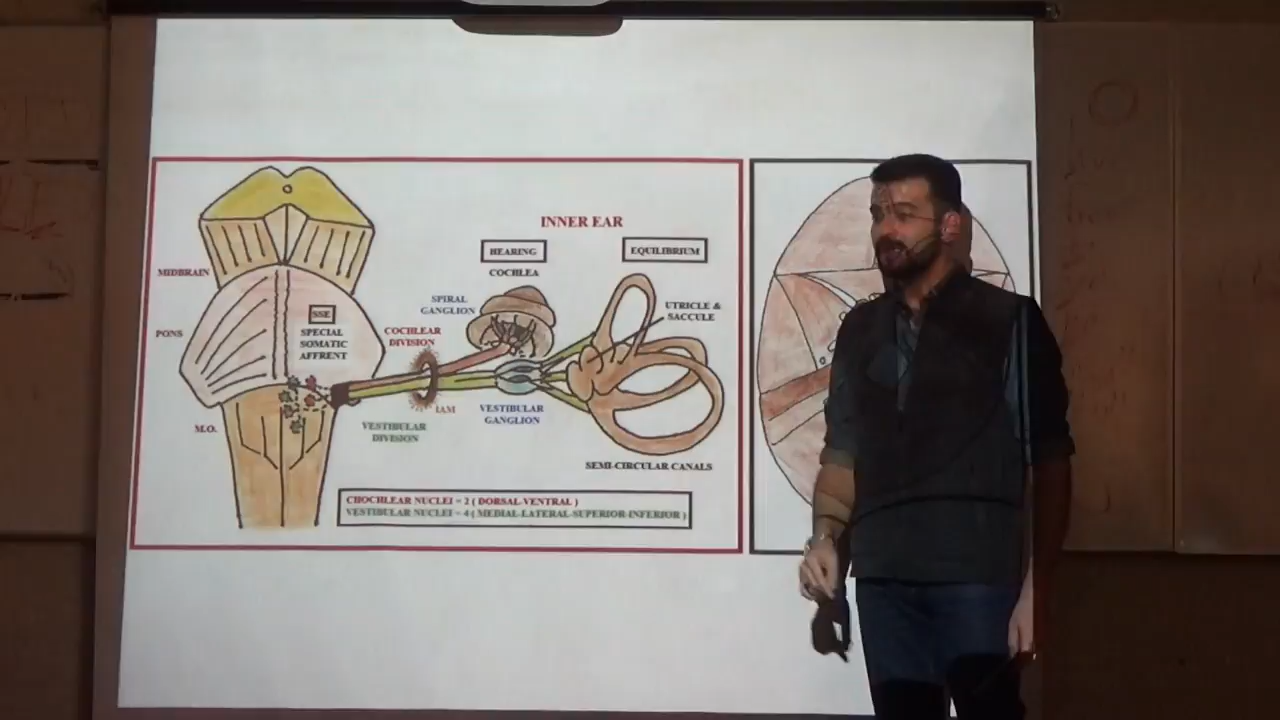 INNER EAR
HEARING
EQUILIBRIUM
COCHLEA
MIDBRAIN
SPIRAL
GANGLION
UTRICLE &
SACCULE
SSE
SPECIAL
SOMATIC
AFFRENT
PONS
COCHLEAR
DIVISION
IAM
VESTIBULAR
GANGLION
M.O.
VESTIBULAR
DIVISION
SEMI-CIRCULAR CANALS
CHOCHLEAR NUCLEI = 2 ( DORSAL-VENTRAL )
VESTIBULAR NUCLEI = 4 ( MEDIAL-LATERAL-SUPERIOR-INFERIOR )